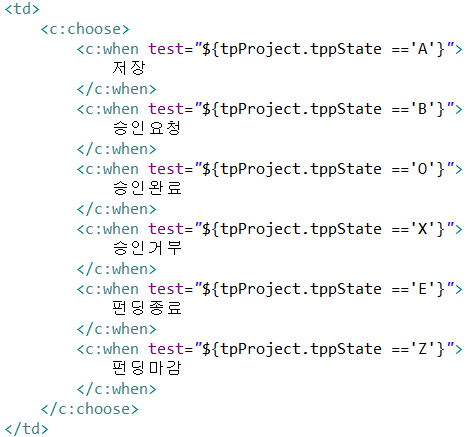 <td>
    <c:choose>
        <c:when test="${tpProject.tppState =='A'}">
            저장
        </c:when>
        <c:when test="${tpProject.tppState =='B'}">
            승인요청
        </c:when>
        <c:when test="${tpProject.tppState =='O'}">
            승인완료
        </c:when>
        <c:when test="${tpProject.tppState =='X'}">
            승인거부
        </c:when>
        <c:when test="${tpProject.tppState =='E'}">
            펀딩종료
        </c:when>
        <c:when test="${tpProject.tppState =='Z'}">
            펀딩마감
        </c:when>
    </c:choose>
</td>